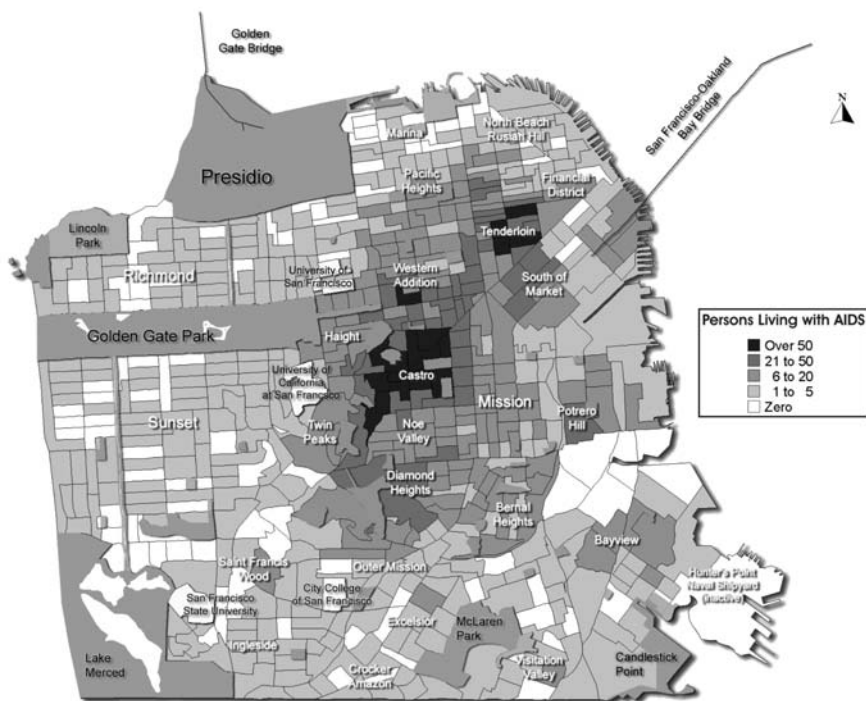 Golden
Gate Bridge
San Francisco-Oakland
Bay Bridge
N
Marina
North Beach
Rusiah Hill
Presidio
Pacific
Heights
Financial
District
Lincoln
Park
Tenderloin
Richmond
University of
San Francisco
Western
Addition
South of
Market
Golden Gate Park
Haight
Persons Living with AIDS
Over 50
21 to 50
6 to 20
1 to 5
Zero
University of
California
at San Francisco
Castro
Sunset
Mission
Twin
Peaks
Noe
Valley
Potrero
Hill
Diamond
Heights
Bernal
Heights
Bayview
Saint Francis
Wood
Outer Mission
Hunter's Point
Naval Shipyard
(inactive)
San Francisco
State University
City College
of San Francisco
Excelsior
McLaren
Park
Ingleside
Lake
Merced
Crocker
Amazon
Visitation
Valley
Candlestick
Point